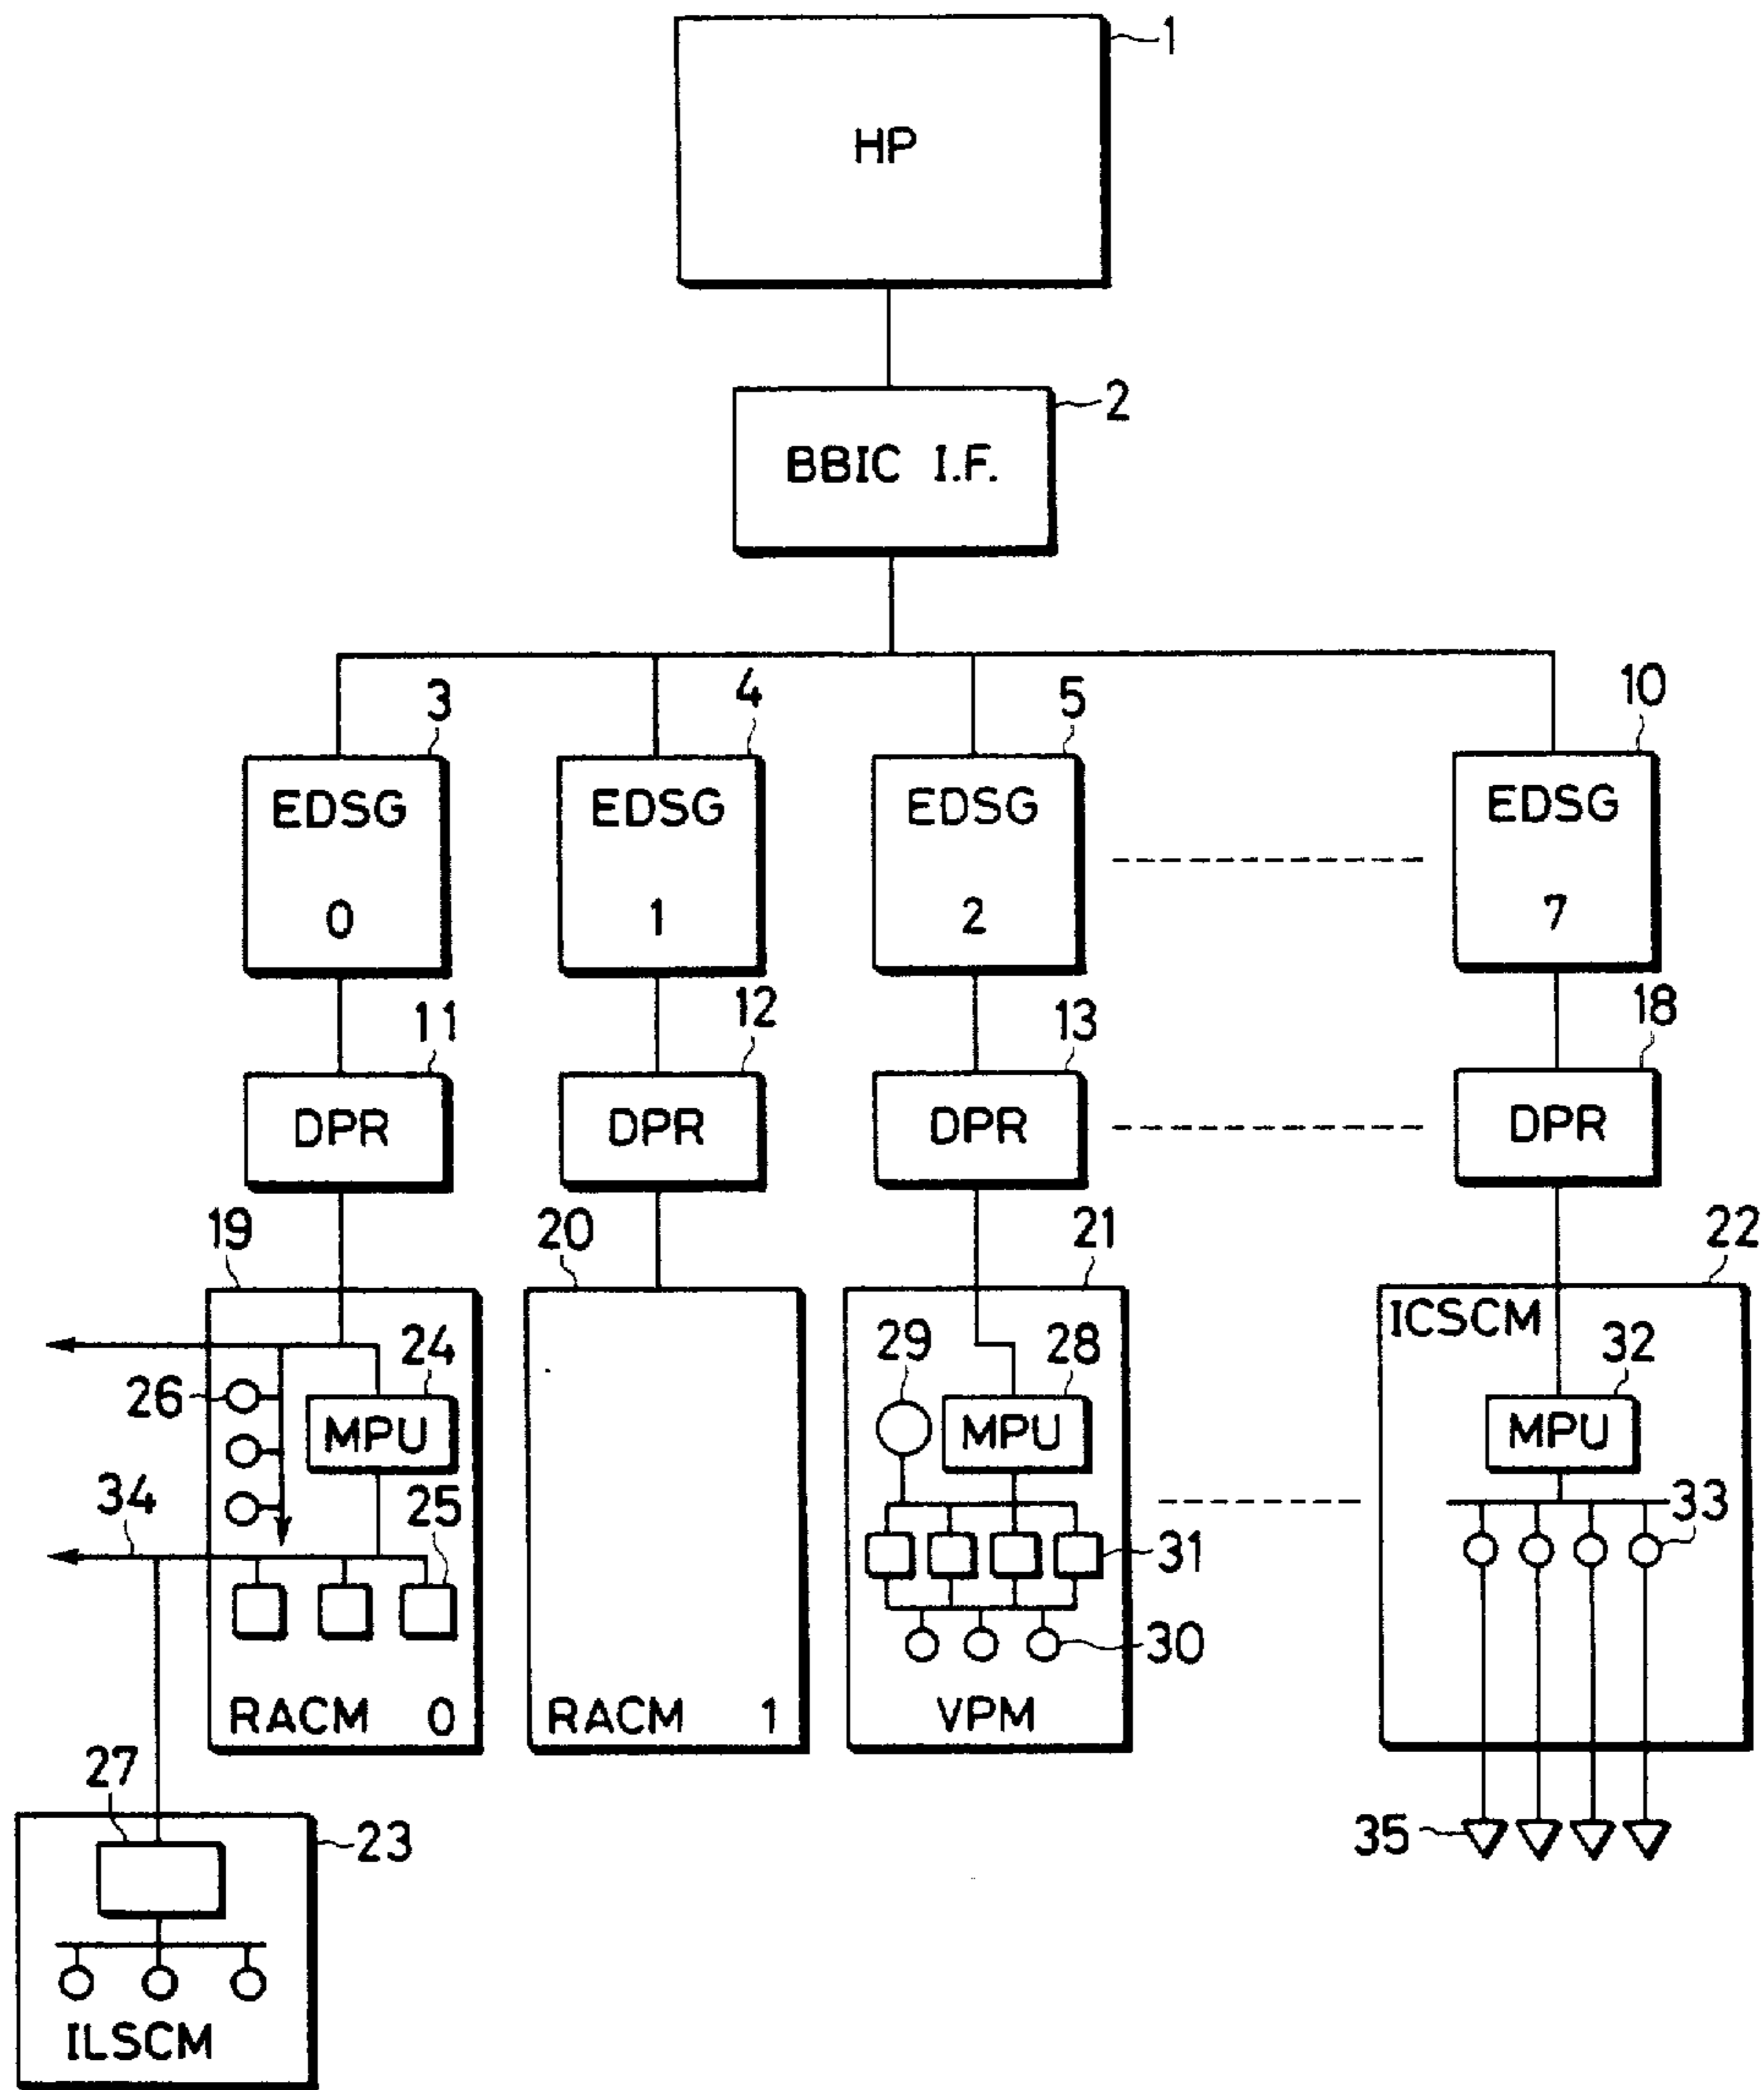 1
HP
2
BBIC I.F.
3
4
5
10
EDSG
0
EDSG
1
EDSG
2
EDSG
7
11
12
13
18
DPR
DPR
DPR
DPR
19
20
21
22
ICSCM
24
29
28
32
26
MPU
MPU
MPU
34
25
33
31
30
RACM 0
RACM 1
VPM
27
23
35
ILSCM